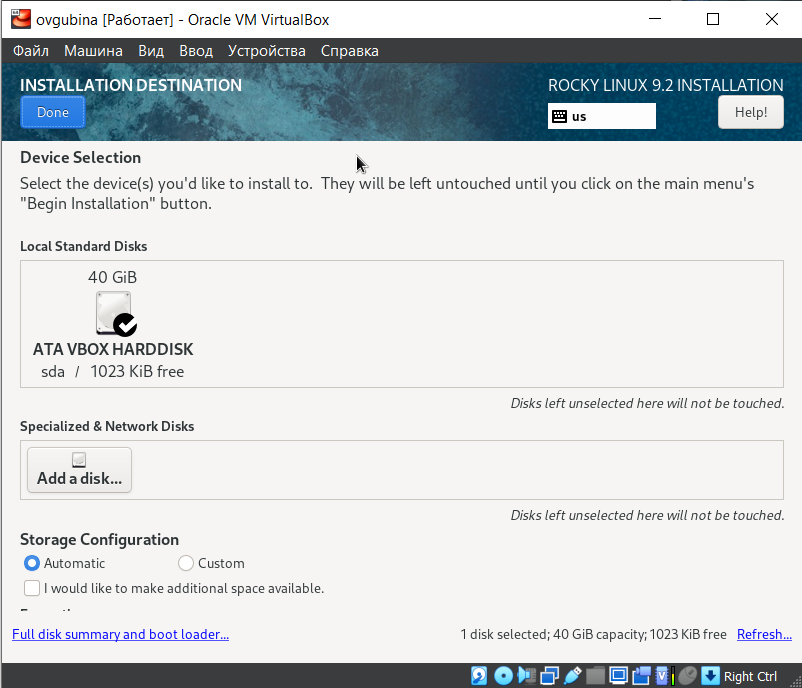 ovgubina [Работает] - Oracle VM VirtualBox
Файл Машина Вид Ввод Устройства Справка
INSTALLATION DESTINATION
ROCKY LINUX 9.2 INSTALLATION
Done
us
Help!
Device Selection
Select the device(s) you'd like to install to. They will be left untouched until you click on the main menu's
"Begin Installation" button.
Local Standard Disks
40 GiB
ATA VBOX HARDDISK
sda / 1023 KiB free
Disks left unselected here will not be touched.
Specialized & Network Disks
Add a disk...
Disks left unselected here will not be touched.
Storage Configuration
Automatic Custom
I would like to make additional space available.
Full disk summary and boot loader...
1 disk selected; 40 GiB capacity; 1023 KiB free Refresh...
Right Ctrl